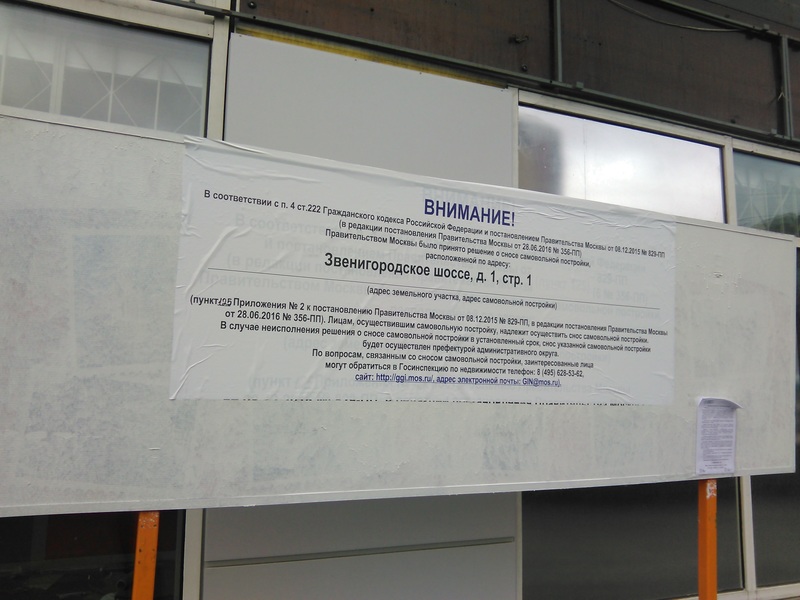 ВНИМАНИЕ!
В соответствии с п. 4 ст.222 Гражданского кодекса Российской Федерации и постановлением Правительства Москвы от 08.12.2015 № 829-ПП
(в редакции постановления Правительства Москвы от 28.06.2016 № 356-ПП)
Правительством Москвы было принято решение о сносе самовольной постройки,
расположенной по адресу:
Звенигородское шоссе, д. 1, стр. 1
(адрес земельного участка, адрес самовольной постройки)
(пункт 25 Приложения № 2 к постановлению Правительства Москвы от 08.12.2015 № 829-ПП, в редакции постановления Правительства Москвы
от 28.06.2016 № 356-ПП). Лицам, осуществившим самовольную постройку, надлежит осуществить снос самовольной постройки.
В случае неисполнения решения о сносе самовольной постройки в установленный срок, снос указанной самовольной постройки
будет осуществлен префектурой административного округа.
По вопросам, связанным со сносом самовольной постройки, заинтересованные лица
могут обратиться в Госинспекцию по недвижимости телефон: 8 (495) 628-53-62,
сайт: http://ggi.mos.ru/, адрес электронной почты: GIN@mos.ru).